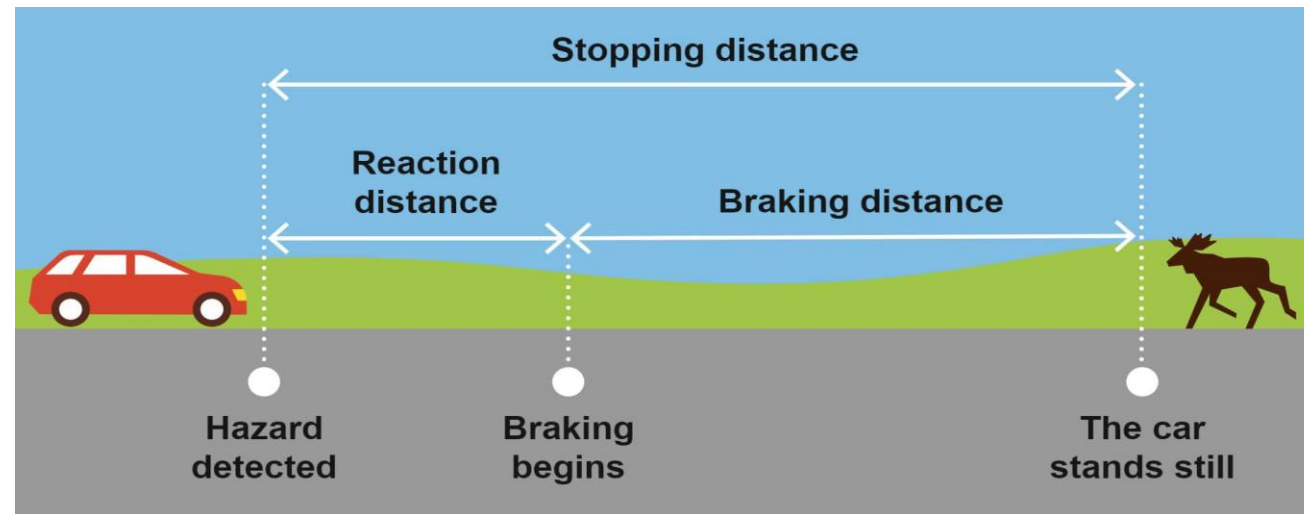 Stopping distance
Reaction
distance
Braking distance
Hazard
detected
Braking
begins
The car
stands still